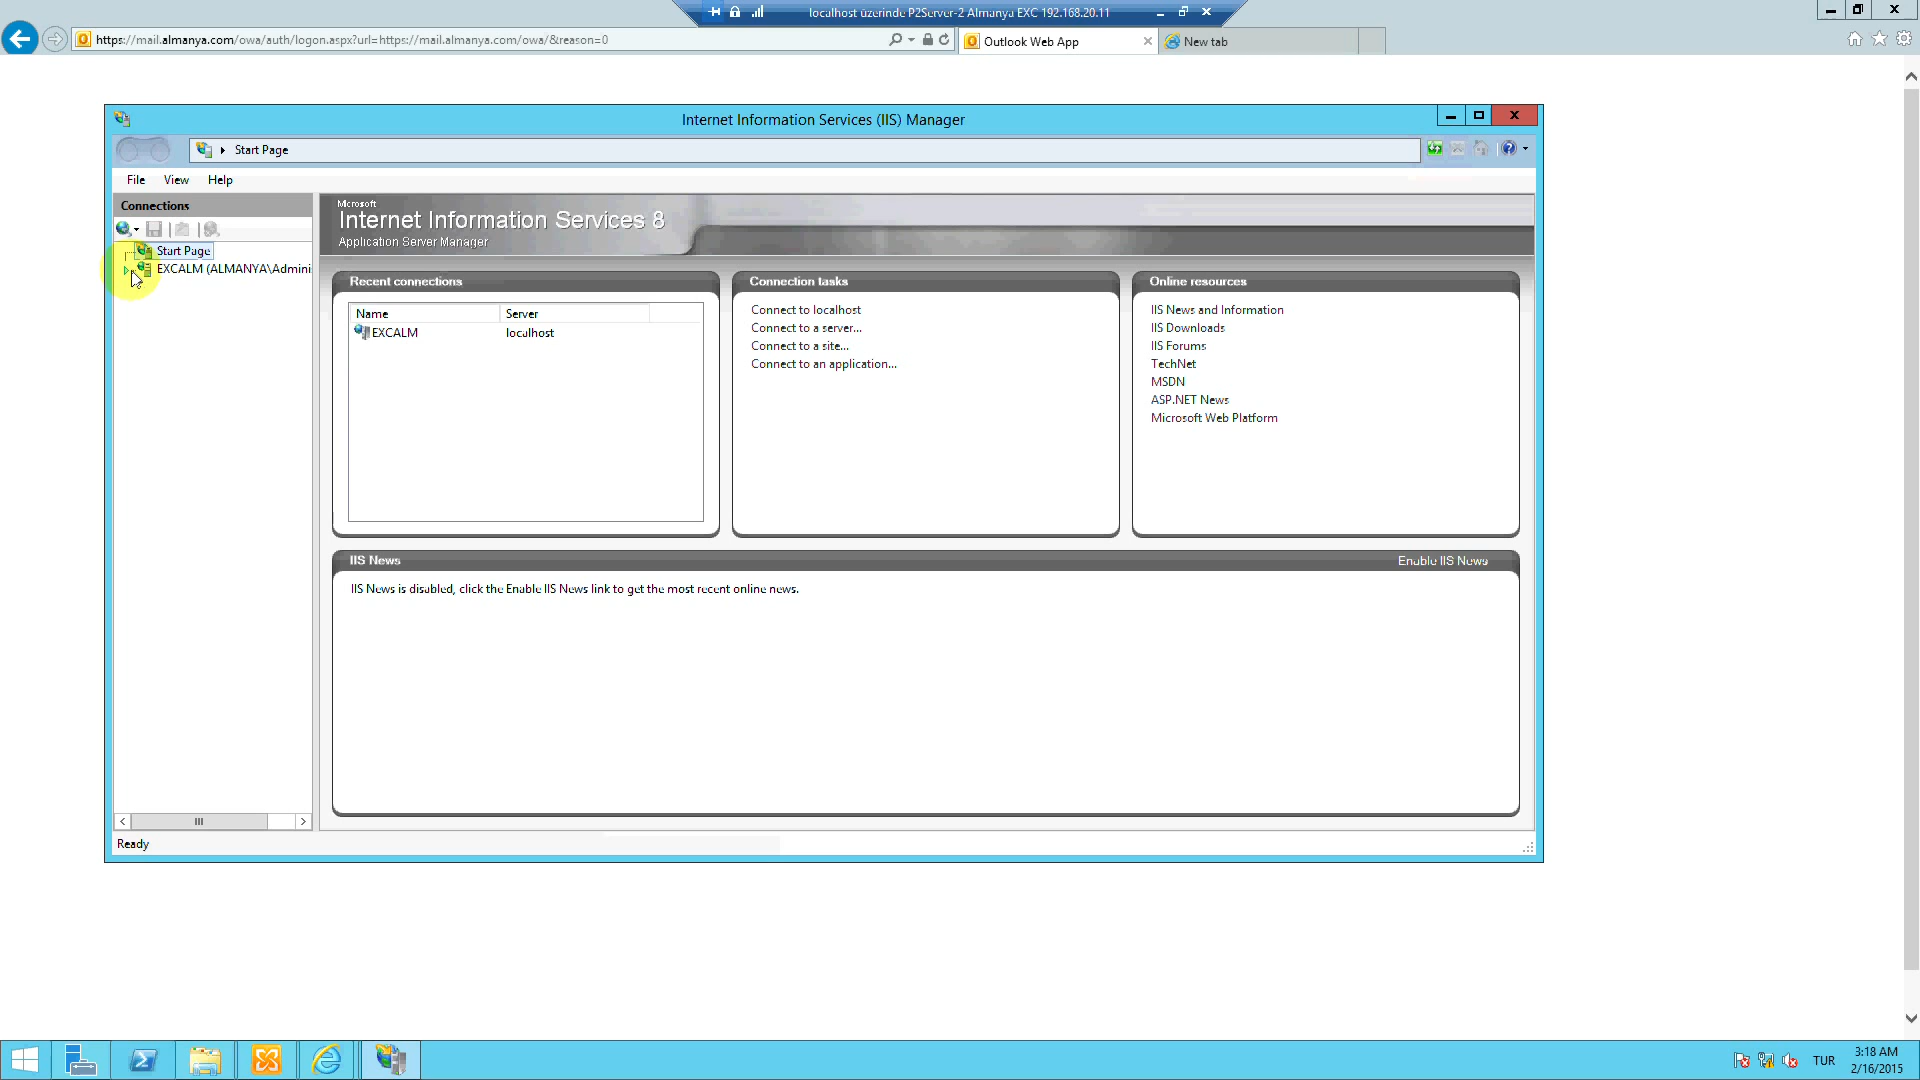 localhost üzerinde P2Server-2 Almanya EXC 192.168.20.11
https://mail.almanya.com/owa/auth/logon.aspx?url=https://mail.almanya.com/owa/&reason=0
Outlook Web App
New tab
Internet Information Services (IIS) Manager
Start Page
File View Help
Connections
Start Page
EXCALM (ALMANYA\Admini
Microsoft
Internet Information Services 8
Application Server Manager
Recent connections
Name Server
EXCALM localhost
Connection tasks
Connect to localhost
Connect to a server...
Connect to a site...
Connect to an application...
Online resources
IIS News and Information
IIS Downloads
IIS Forums
TechNet
MSDN
ASP.NET News
Microsoft Web Platform
IIS News
Enable IIS News
IIS News is disabled, click the Enable IIS News link to get the most recent online news.
Ready
TUR
3:18 AM
2/16/2015